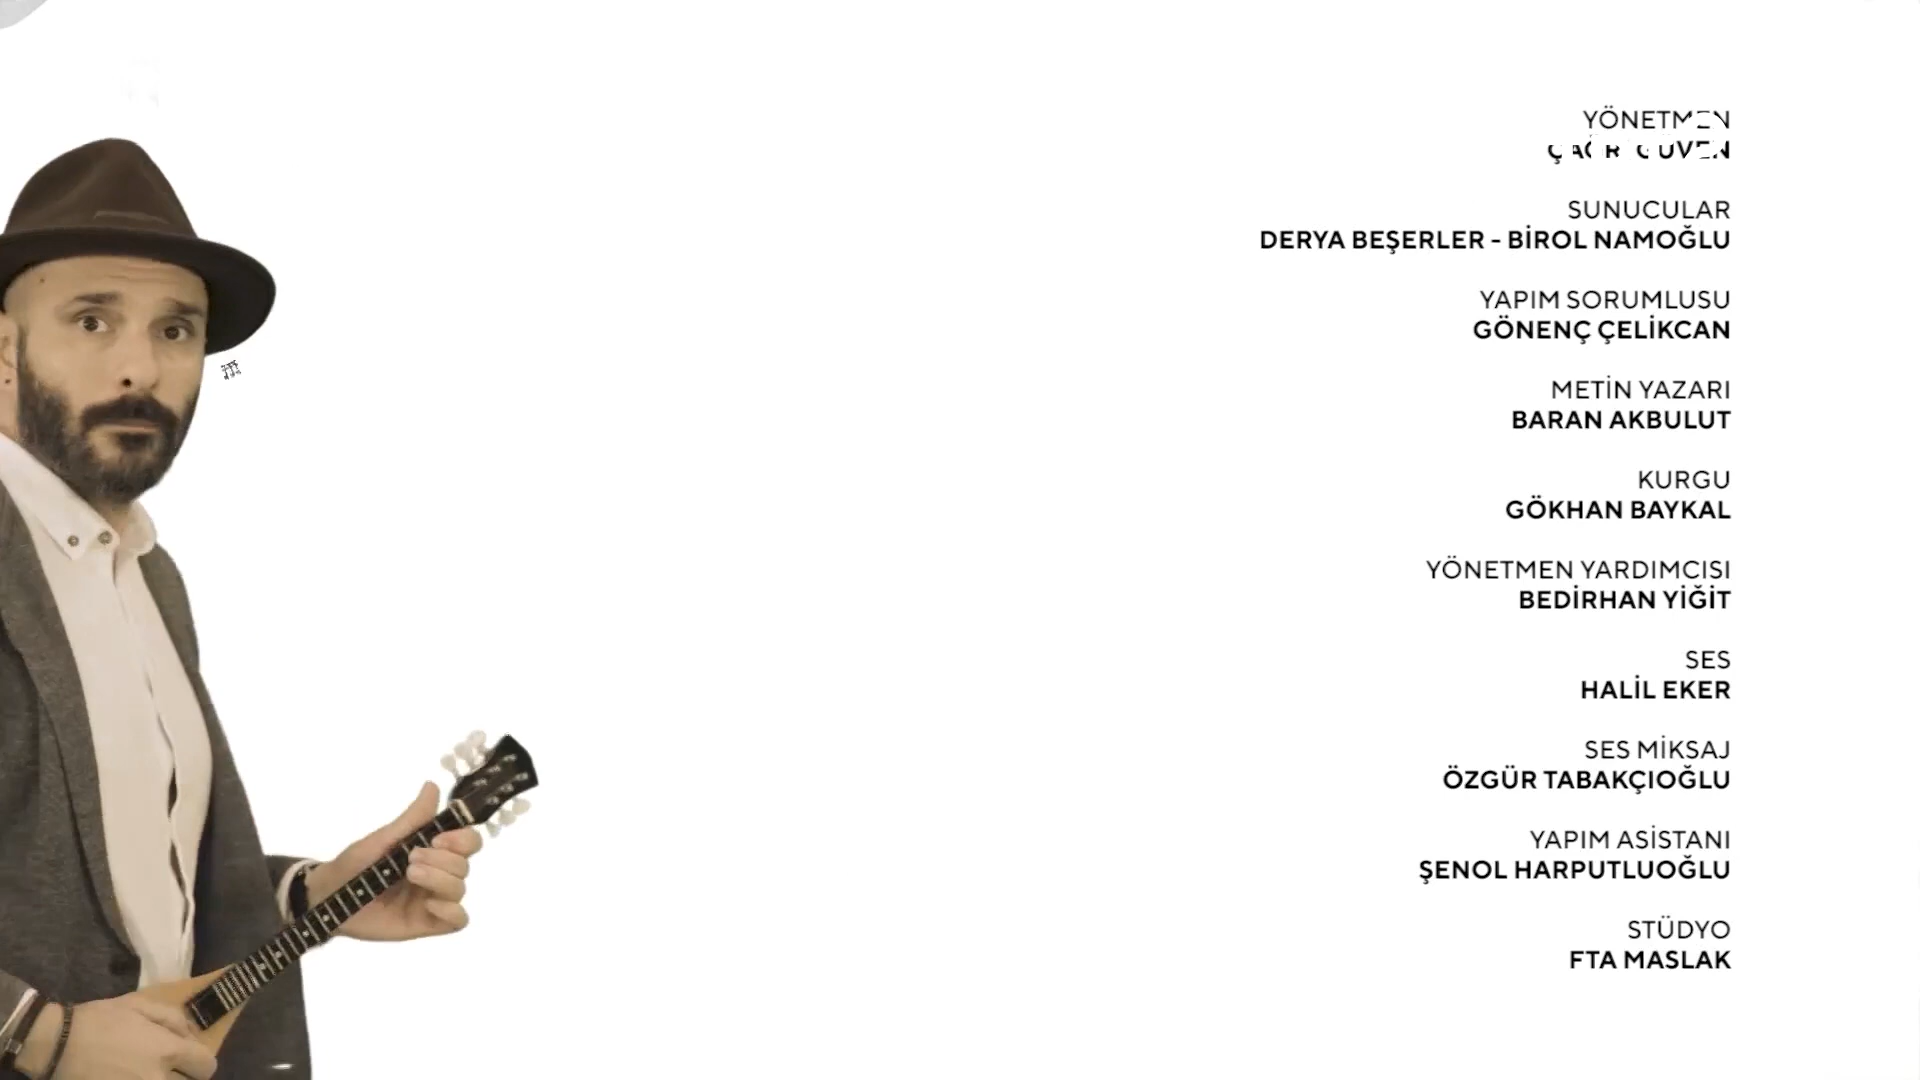 YÖNETMEN
SUNUCULAR
DERYA BEŞERLER - BİROL NAMOĞLU
YAPIM SORUMLUSU
GÖNENÇ ÇELİKCAN
METİN YAZARI
BARAN AKBULUT
KURGU
GÖKHAN BAYKAL
YÖNETMEN YARDIMCISI
BEDİRHAN YİĞİT
SES
HALİL EKER
SES MİKSAJ
ÖZGÜR TABAKÇIOĞLU
YAPIM ASİSTANI
ŞENOL HARPUTLUOĞLU
STÜDYO
FTA MASLAK